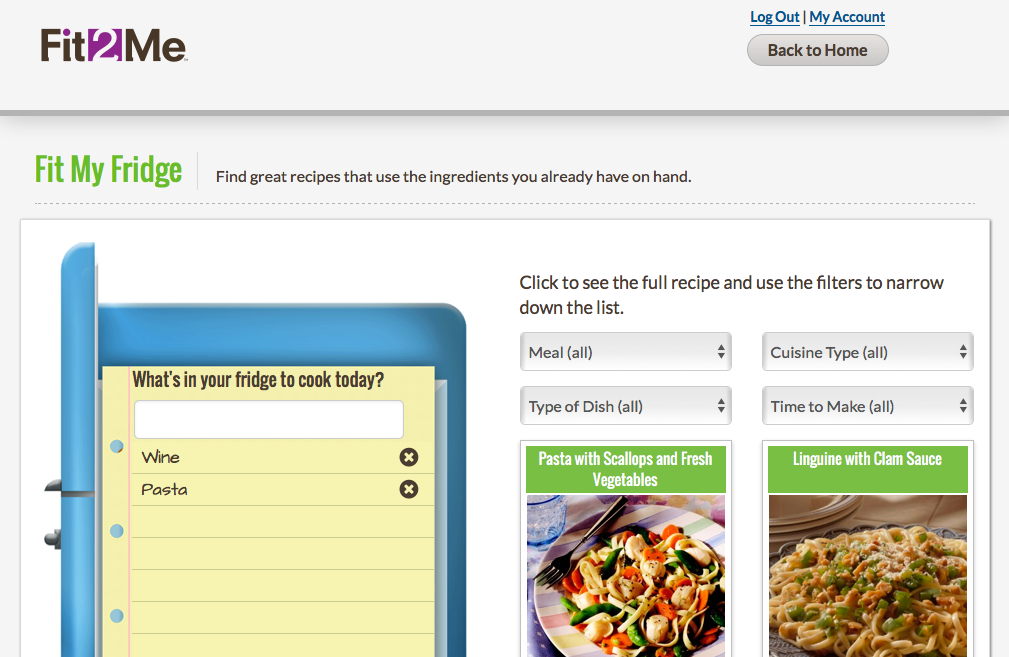 Log Out | My Account
Fit2Me
Back to Home
Fit My Fridge
Find great recipes that use the ingredients you already have on hand.
Click to see the full recipe and use the filters to narrow
down the list.
Meal (all)
Cuisine Type (all)
Type of Dish (all)
Time to Make (all)
What's in your fridge to cook today?
Wine
Pasta
Pasta with Scallops and Fresh
Vegetables
Linguine with Clam Sauce